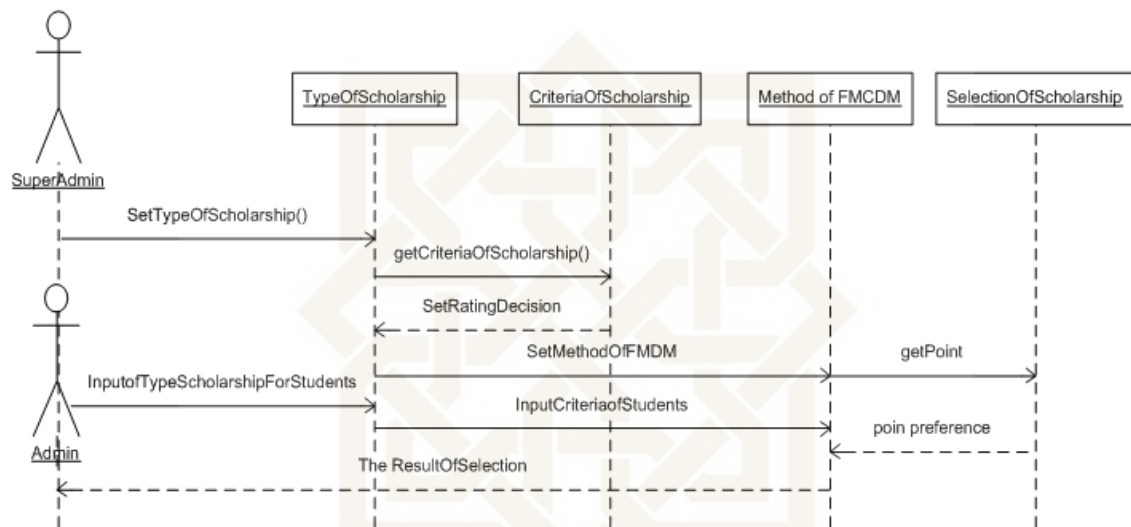 TypeOfScholarship
CriteriaOfScholarship
Method of FMCDM
SelectionOfScholarship
SuperAdmin
SetTypeOfScholarship()
getCriteriaOfScholarship()
SetRatingDecision
SetMethodOfFMDM
getPoint
InputofTypeScholarshipForStudents
InputCriteriaofStudents
poin preference
Admin
The ResultOfSelection